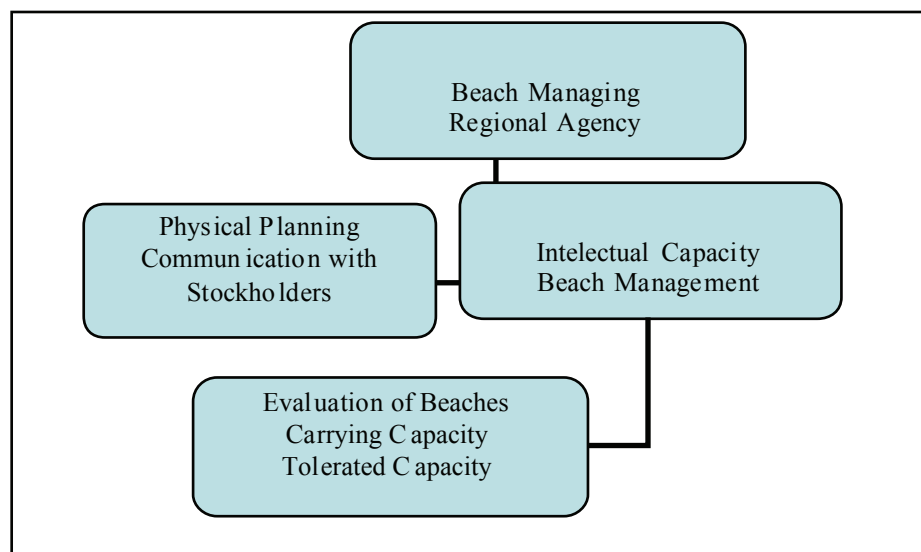 Beach Managing
Regional Agency
Physical Planning
Communication with
Stockholders
Intelectual Capacity
Beach Management
Evaluation of Beaches
Carrying Capacity
Tolerated Capacity